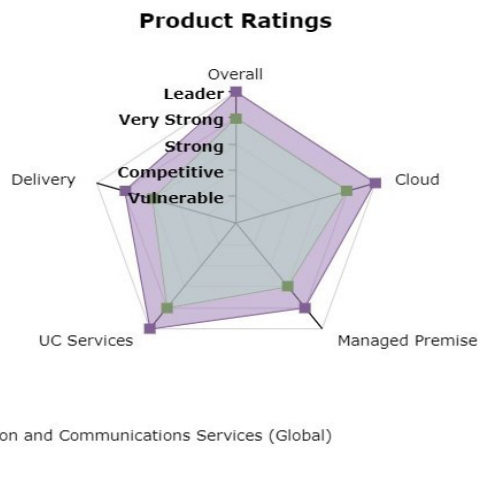 Product Ratings
Overall
Leader
Very Strong
Strong
Competitive
Vulnerable
Delivery
Cloud
UC Services
Managed Premise
on and Communications Services (Global)